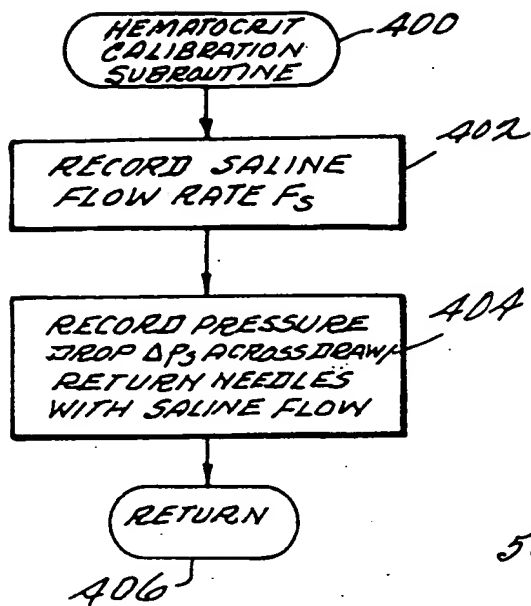 HEMATOCRIT
CALIBRATION
SUBROUTINE
400
RECORD SALINE
FLOW RATE Fs
402
RECORD PRESSURE
DROP ΔPs ACROSS DRAW/
RETURN NEEDLES
WITH SALINE FLOW
404
RETURN
406